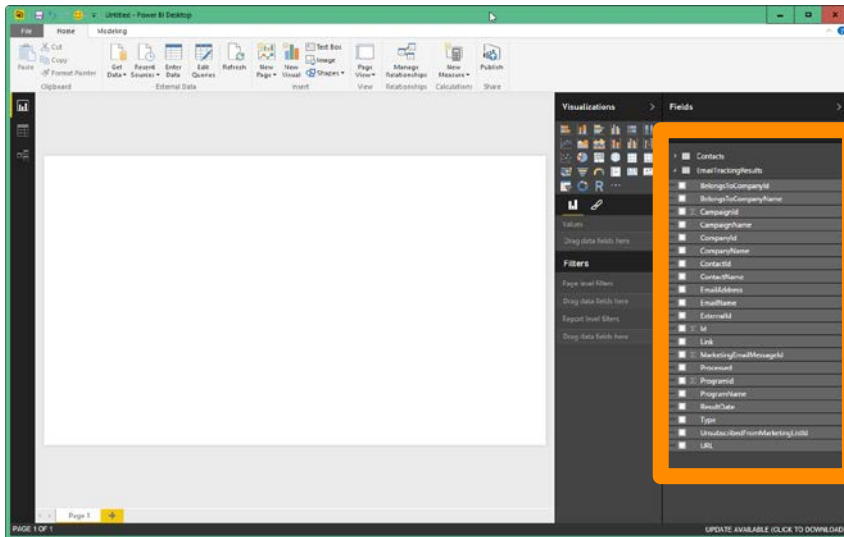 Untitled - Power BI Desktop
File Home Modeling
Paste
Cut
Copy
Format Painter
Clipboard
Get Data
Recent Sources
Enter Data
Edit Queries
External Data
Refresh
New Page
New Visual
Text Box
Image
Shapes
Insert
Page View
View
Manage Relationships
Relationships
New Measure
Calculations
Publish
Share
Visualizations
Values
Drag data fields here
Filters
Page level filters
Drag data fields here
Report level filters
Drag data fields here
Fields
Contacts
EmailTrackingResults
BelongsToCompanyId
BelongsToCompanyName
CampaignId
CampaignName
CompanyId
CompanyName
ContactId
ContactName
EmailAddress
EmailName
ExternalId
Id
Link
MarketingEmailMessageId
Processed
ProgramId
ProgramName
ResultDate
Type
UnsubscribedFromMarketingListId
URL
Page 1
PAGE 1 OF 1
UPDATE AVAILABLE (CLICK TO DOWNLOAD